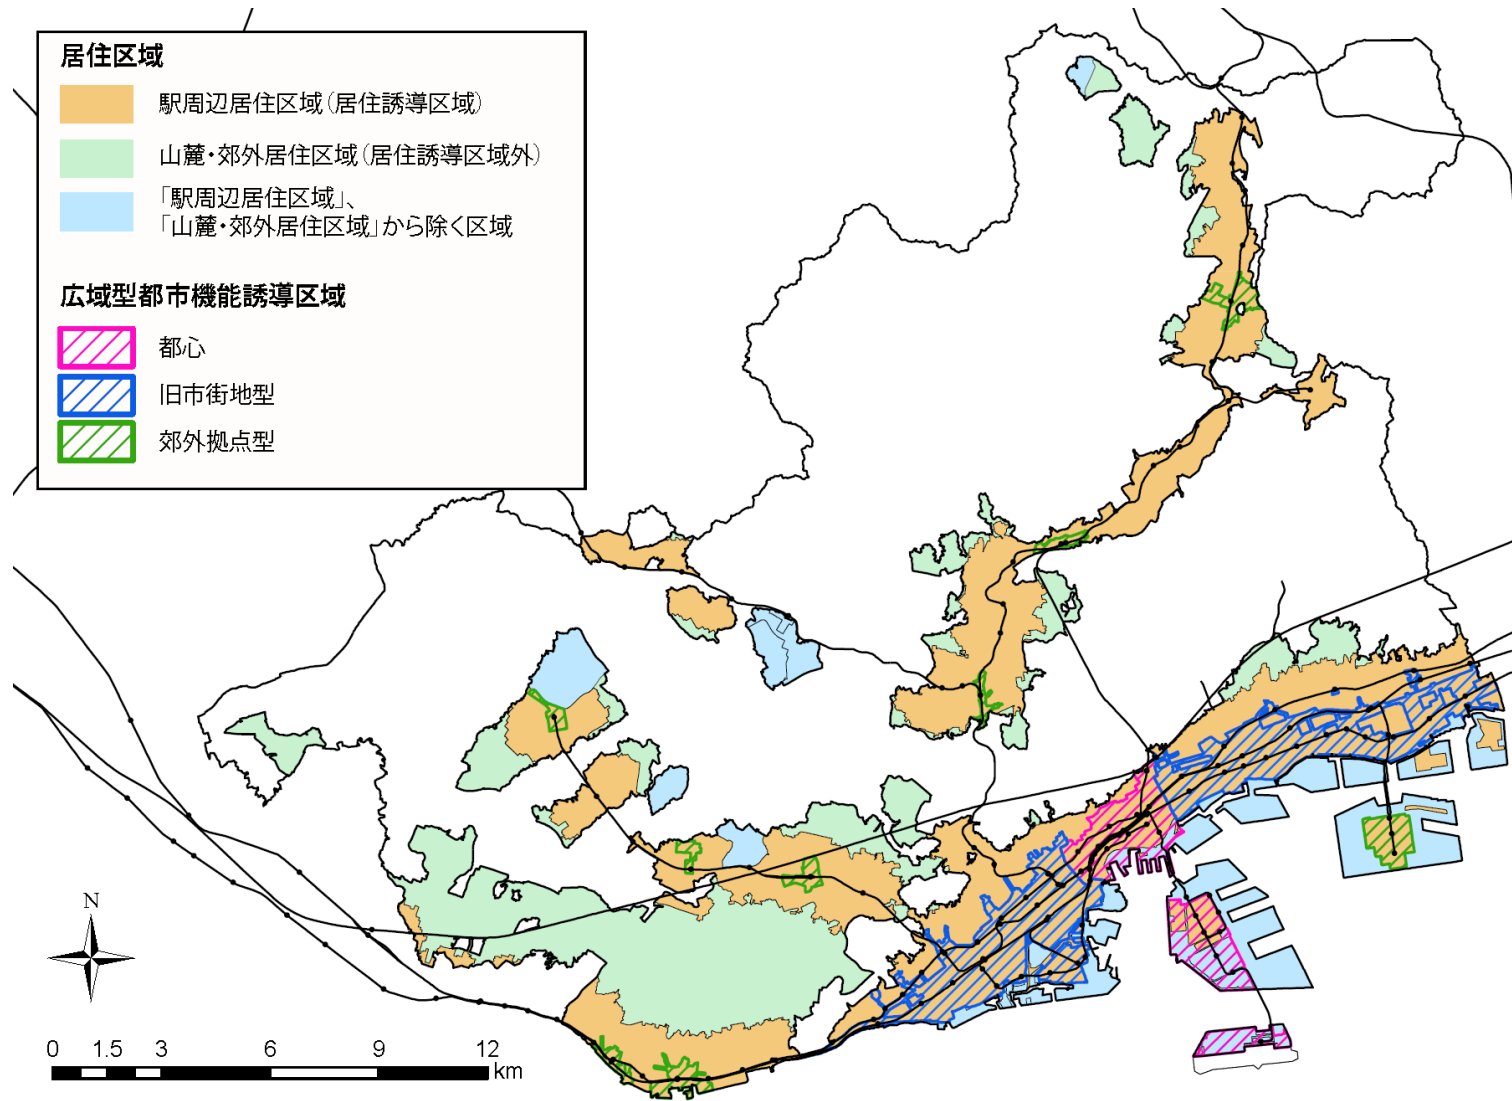 居住区域
駅周辺居住区域(居住誘導区域)
山麓・郊外居住区域(居住誘導区域外)
「駅周辺居住区域」、
「山麓・郊外居住区域」から除く区域
広域型都市機能誘導区域
都心
旧市街地型
郊外拠点型
N
0 1.5 3 6 9 12
km